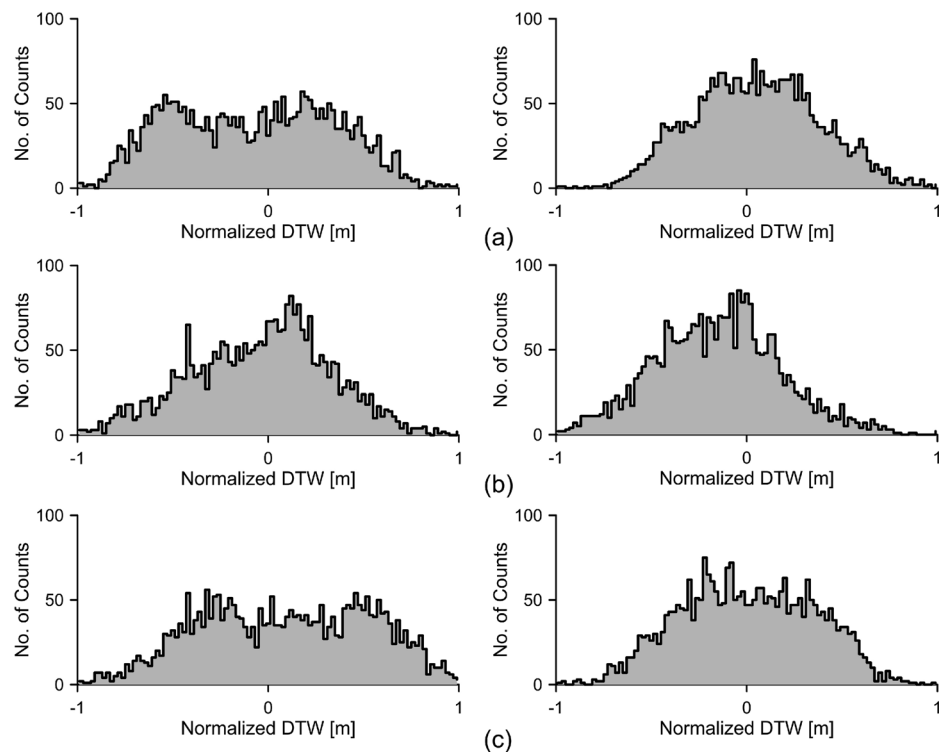 100 100
No. of Counts 50 No. of Counts 50
0 0
-1 0 1 -1 0 1
Normalized DTW [m] (a) Normalized DTW [m]
100 100
No. of Counts 50 No. of Counts 50
0 0
-1 0 1 -1 0 1
Normalized DTW [m] (b) Normalized DTW [m]
100 100
No. of Counts 50 No. of Counts 50
0 0
-1 0 1 -1 0 1
Normalized DTW [m] (c) Normalized DTW [m]